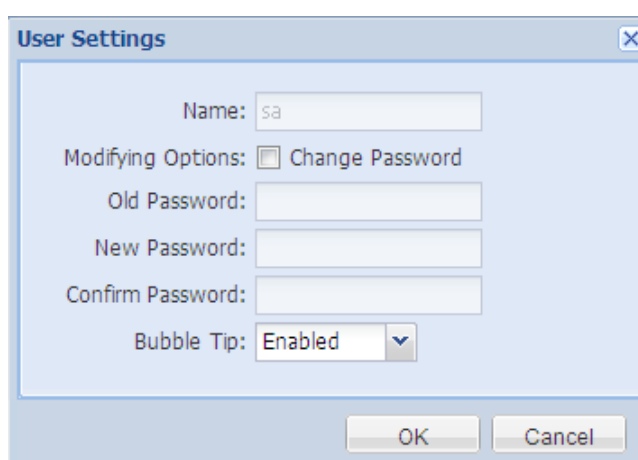 User Settings
Name: sa
Modifying Options: Change Password
Old Password:
New Password:
Confirm Password:
Bubble Tip: Enabled
OK Cancel